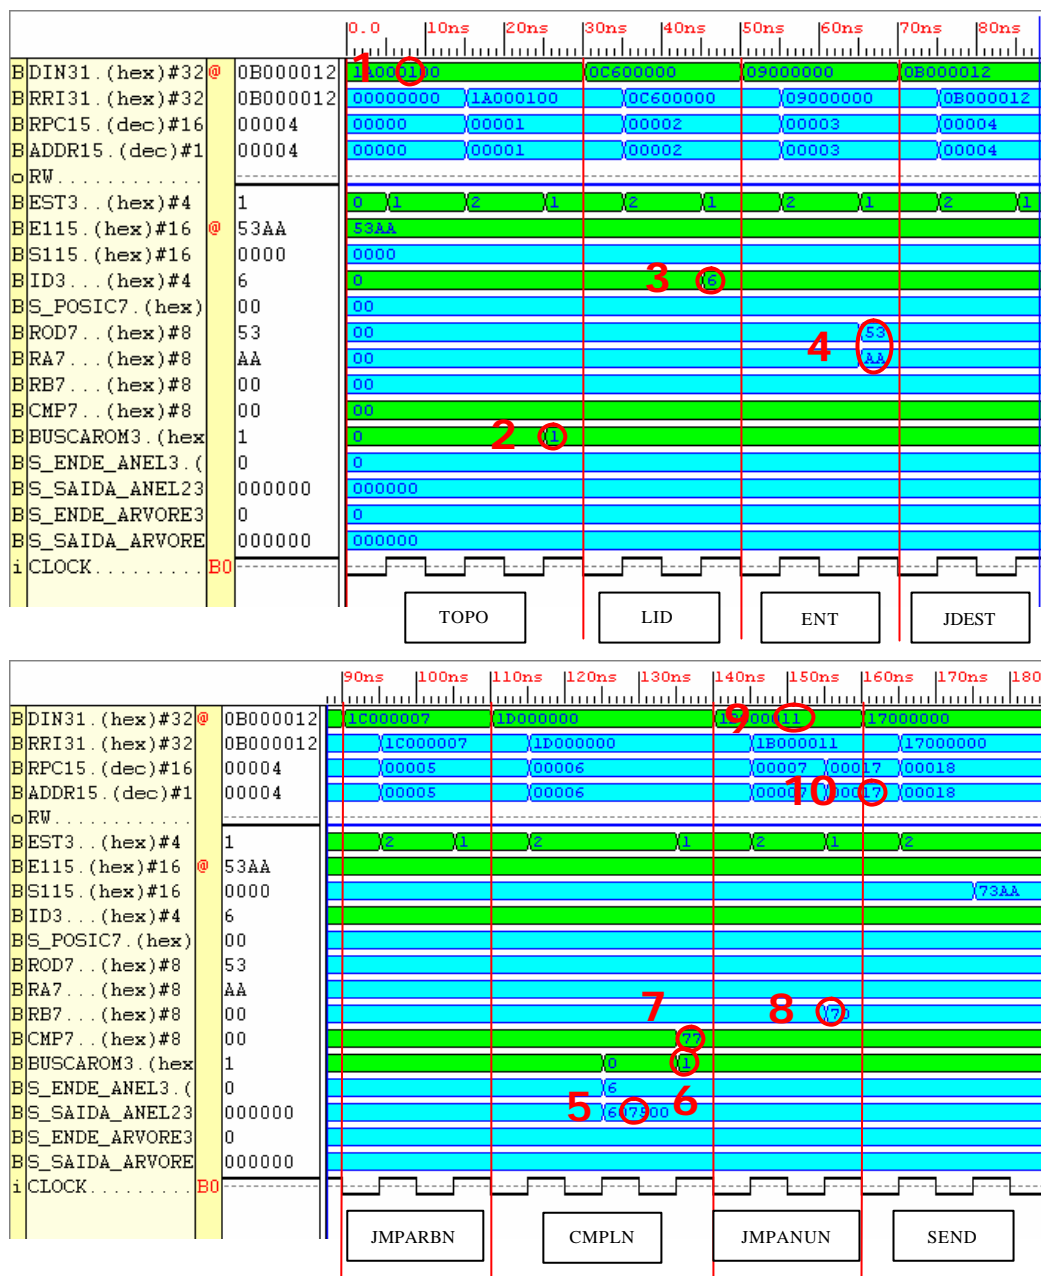 0.0 10ns 20ns 30ns 40ns 50ns 60ns 70ns 80ns
B DIN31.(hex)#32 @ 0B000012 1A000100 0C600000 09000000 0B000012
1
B RRI31.(hex)#32 0B000012 00000000 1A000100 0C600000 09000000 0B000012
B RPC15.(dec)#16 00004 00000 00001 00002 00003 00004
B ADDR15.(dec)#1 00004 00000 00001 00002 00003 00004
o RW.............
B EST3..(hex)#4 1 0 1 2 1 2 1 2 1 2 1
B E115.(hex)#16 @ 53AA 53AA
B S115.(hex)#16 0000 0000
B ID3...(hex)#4 6 0 3 6
B S_POSIC7.(hex) 00 00
B ROD7..(hex)#8 53 00 53
4
B RA7...(hex)#8 AA 00 AA
B RB7...(hex)#8 00 00
B CMP7..(hex)#8 00 00
B BUSCAROM3.(hex 1 0 2 1
B S_ENDE_ANEL3.( 0 0
B S_SAIDA_ANEL23 000000 000000
B S_ENDE_ARVORE3 0 0
B S_SAIDA_ARVORE 000000 000000
i CLOCK......... B0
TOPO LID ENT JDEST
90ns 100ns 110ns 120ns 130ns 140ns 150ns 160ns 170ns 180
B DIN31.(hex)#32 @ 0B000012 1C000007 1D000000 9 1B000011 17000000
B RRI31.(hex)#32 0B000012 1C000007 1D000000 1B000011 17000000
B RPC15.(dec)#16 00004 00005 00006 00007 00017 00018
B ADDR15.(dec)#1 00004 00005 00006 00007 10 00017 00018
o RW.............
B EST3..(hex)#4 1 2 1 2 1 2 1 2
B E115.(hex)#16 @ 53AA
B S115.(hex)#16 0000 73AA
B ID3...(hex)#4 6
B S_POSIC7.(hex) 00
B ROD7..(hex)#8 53
B RA7...(hex)#8 AA
B RB7...(hex)#8 00 7 8 70
B CMP7..(hex)#8 00 77
B BUSCAROM3.(hex 1 0 1
B S_ENDE_ANEL3.( 0 6
B S_SAIDA_ANEL23 000000 5 607500 6
B S_ENDE_ARVORE3 0
B S_SAIDA_ARVORE 000000
i CLOCK......... B0
JMPARBN CMPLN JMPANUN SEND